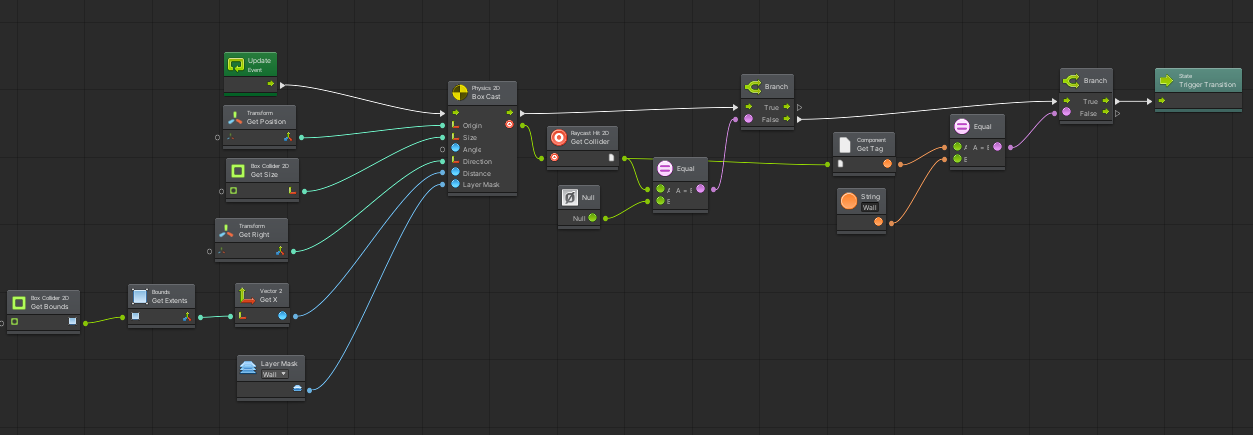 Update
Event
Transform
Get Position
Box Collider 2D
Get Size
Transform
Get Right
Box Collider 2D
Get Bounds
Bounds
Get Extents
Vector 2
Get X
Layer Mask
Wall
Physics 2D
Box Cast
Origin
Size
Angle
Direction
Distance
Layer Mask
Raycast Hit 2D
Get Collider
Null
Null
Equal
Branch
True
False
Component
Get Tag
String
Wall
Equal
Branch
True
False
State
Trigger Transition